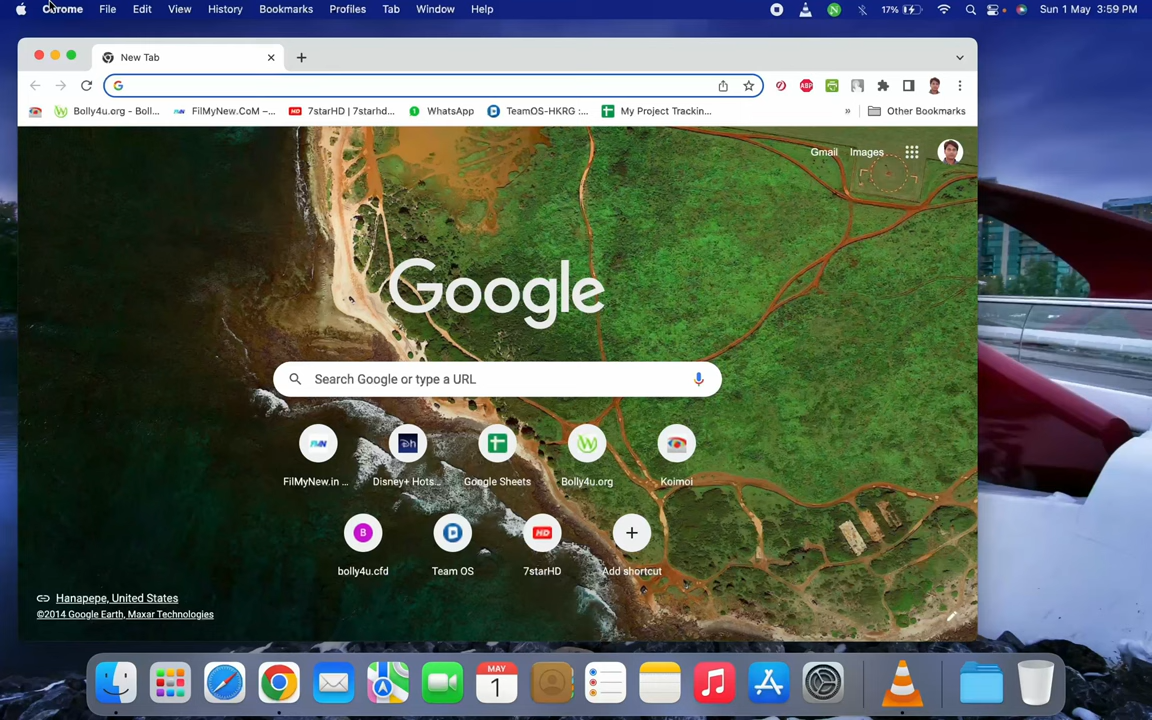 Chrome File Edit View History Bookmarks Profiles Tab Window Help 17% Sun 1 May 3:59 PM
New Tab
Bolly4u.org - Boll... FilMyNew.CoM –... 7starHD | 7starhd... WhatsApp TeamOS-HKRG :... My Project Trackin... » Other Bookmarks
Gmail Images
Google
Search Google or type a URL
FilMyNew.in ... Disney+ Hots... Google Sheets Bolly4u.org Koimoi
bolly4u.cfd Team OS 7starHD Add shortcut
Hanapepe, United States
©2014 Google Earth, Maxar Technologies
MAY
1